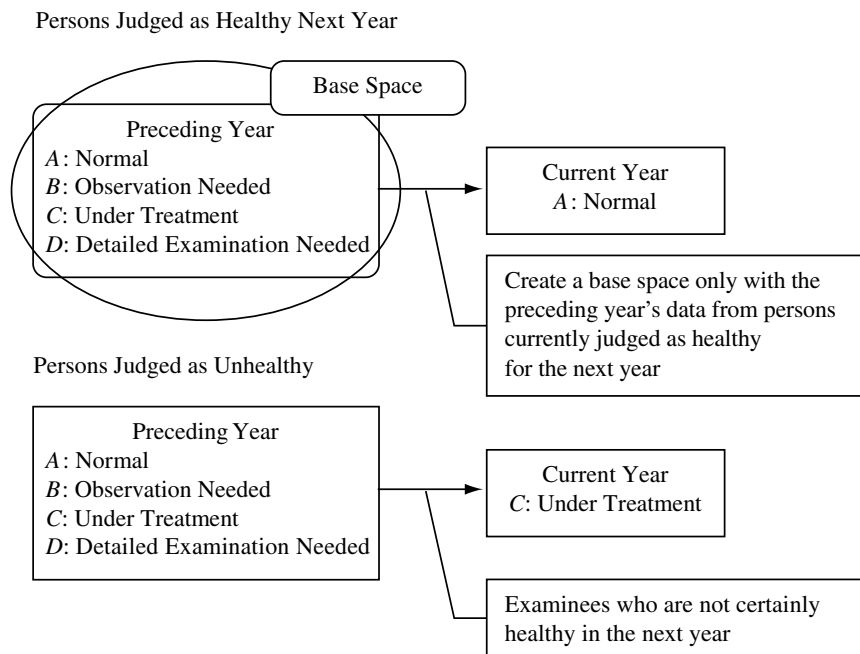 Persons Judged as Healthy Next Year
Base Space
Preceding Year
A: Normal
B: Observation Needed
C: Under Treatment
D: Detailed Examination Needed
Current Year
A: Normal
Create a base space only with the
preceding year’s data from persons
currently judged as healthy
for the next year
Persons Judged as Unhealthy
Preceding Year
A: Normal
B: Observation Needed
C: Under Treatment
D: Detailed Examination Needed
Current Year
C: Under Treatment
Examinees who are not certainly
healthy in the next year